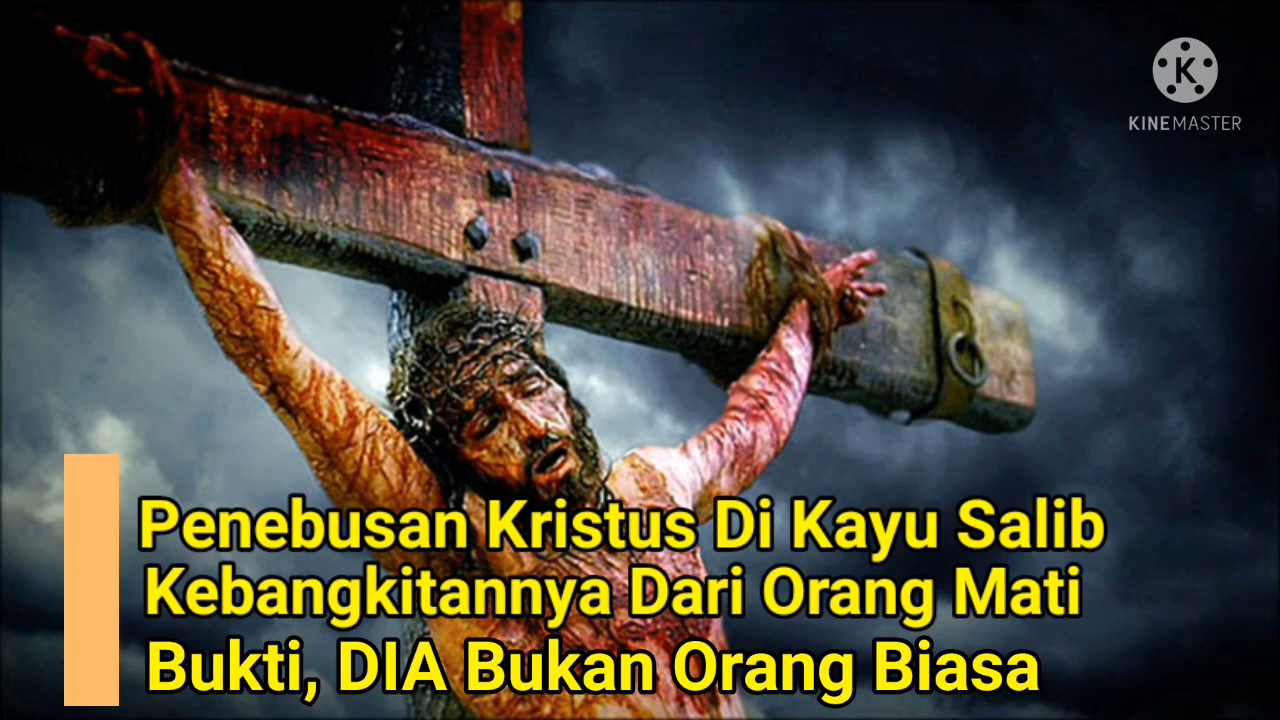 KINEMASTER
Penebusan Kristus Di Kayu Salib
Kebangkitannya Dari Orang Mati
Bukti, DIA Bukan Orang Biasa